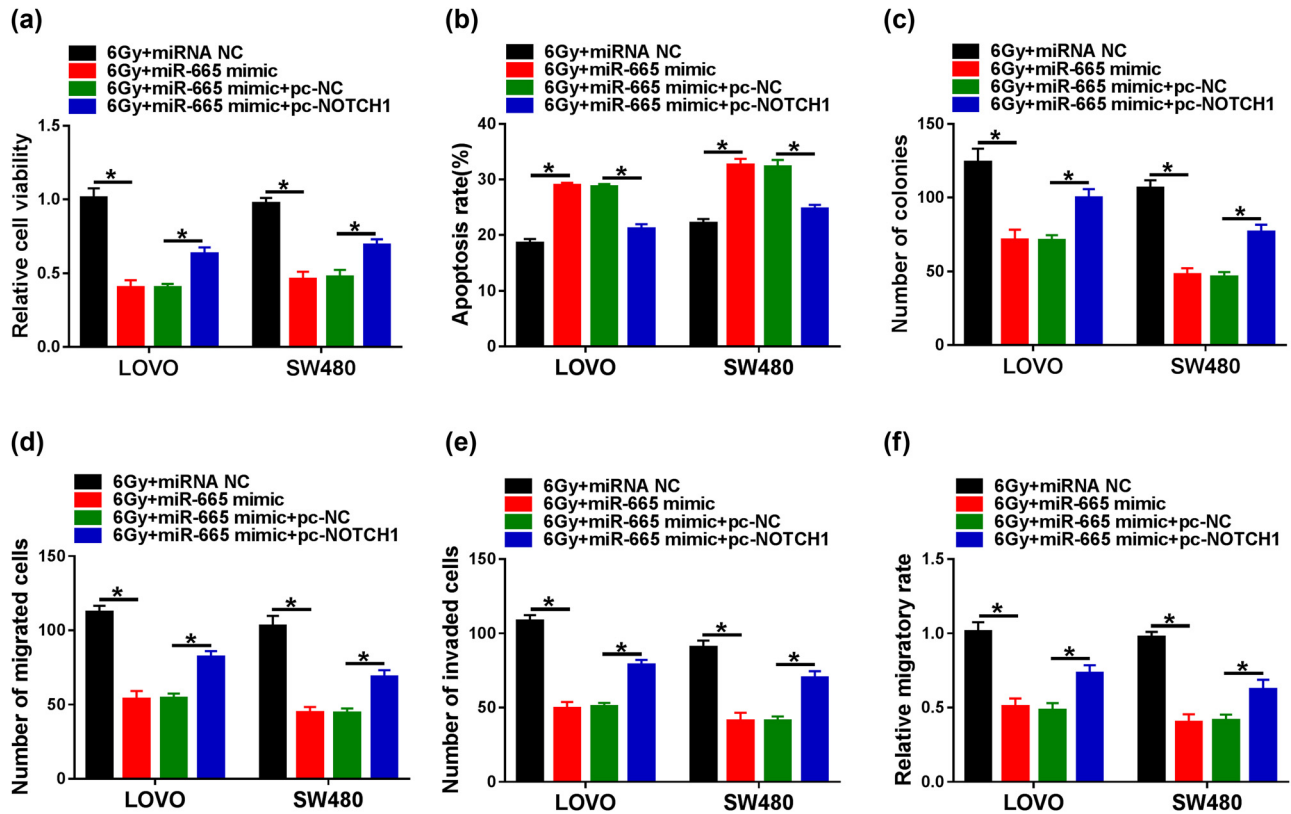 (a)
6Gy+miRNA NC
6Gy+miR-665 mimic
6Gy+miR-665 mimic+pc-NC
6Gy+miR-665 mimic+pc-NOTCH1
Relative cell viability
1.5
1.0
0.5
0.0
*
*
*
*
LOVO
SW480
(b)
6Gy+miRNA NC
6Gy+miR-665 mimic
6Gy+miR-665 mimic+pc-NC
6Gy+miR-665 mimic+pc-NOTCH1
Apoptosis rate(%)
40
30
20
10
0
*
*
*
*
LOVO
SW480
(c)
6Gy+miRNA NC
6Gy+miR-665 mimic
6Gy+miR-665 mimic+pc-NC
6Gy+miR-665 mimic+pc-NOTCH1
Number of colonies
150
100
50
0
*
*
*
*
LOVO
SW480
(d)
6Gy+miRNA NC
6Gy+miR-665 mimic
6Gy+miR-665 mimic+pc-NC
6Gy+miR-665 mimic+pc-NOTCH1
Number of migrated cells
150
100
50
0
*
*
*
*
LOVO
SW480
(e)
6Gy+miRNA NC
6Gy+miR-665 mimic
6Gy+miR-665 mimic+pc-NC
6Gy+miR-665 mimic+pc-NOTCH1
Number of invaded cells
150
100
50
0
*
*
*
*
LOVO
SW480
(f)
6Gy+miRNA NC
6Gy+miR-665 mimic
6Gy+miR-665 mimic+pc-NC
6Gy+miR-665 mimic+pc-NOTCH1
Relative migratory rate
1.5
1.0
0.5
0.0
*
*
*
*
LOVO
SW480